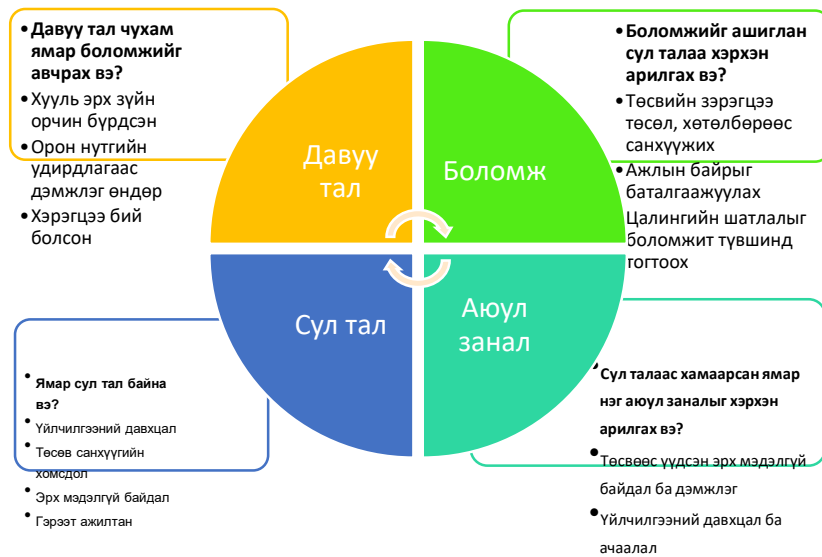 • Давуу тал чухам
ямар боломжийг
авчрах вэ?
• Хууль эрх зүйн
орчин бүрдсэн
• Орон нутгийн
удирдлагаас
дэмжлэг өндөр
• Хэрэгцээ бий
болсон
Давуу
тал
Боломж
• Боломжийг ашиглан
сул талаа хэрхэн
арилгах вэ?
• Төсвийн зэрэгцээ
төсөл, хөтөлбөрөөс
санхүүжих
• Ажлын байрыг
баталгаажуулах
• Цалингийн шатлалыг
боломжит түвшинд
тогтоох
Сул тал
Аюул
занал
• Ямар сул тал байна
вэ?
• Үйлчилгээний давхцал
• Төсөв санхүүгийн
хомсдол
• Эрх мэдэлгүй байдал
• Гэрээт ажилтан
• Сул талаас хамаарсан ямар
нэг аюул заналыг хэрхэн
арилгах вэ?
• Төсвөөс үүдсэн эрх мэдэлгүй
байдал ба дэмжлэг
• Үйлчилгээний давхцал ба
ачаалал